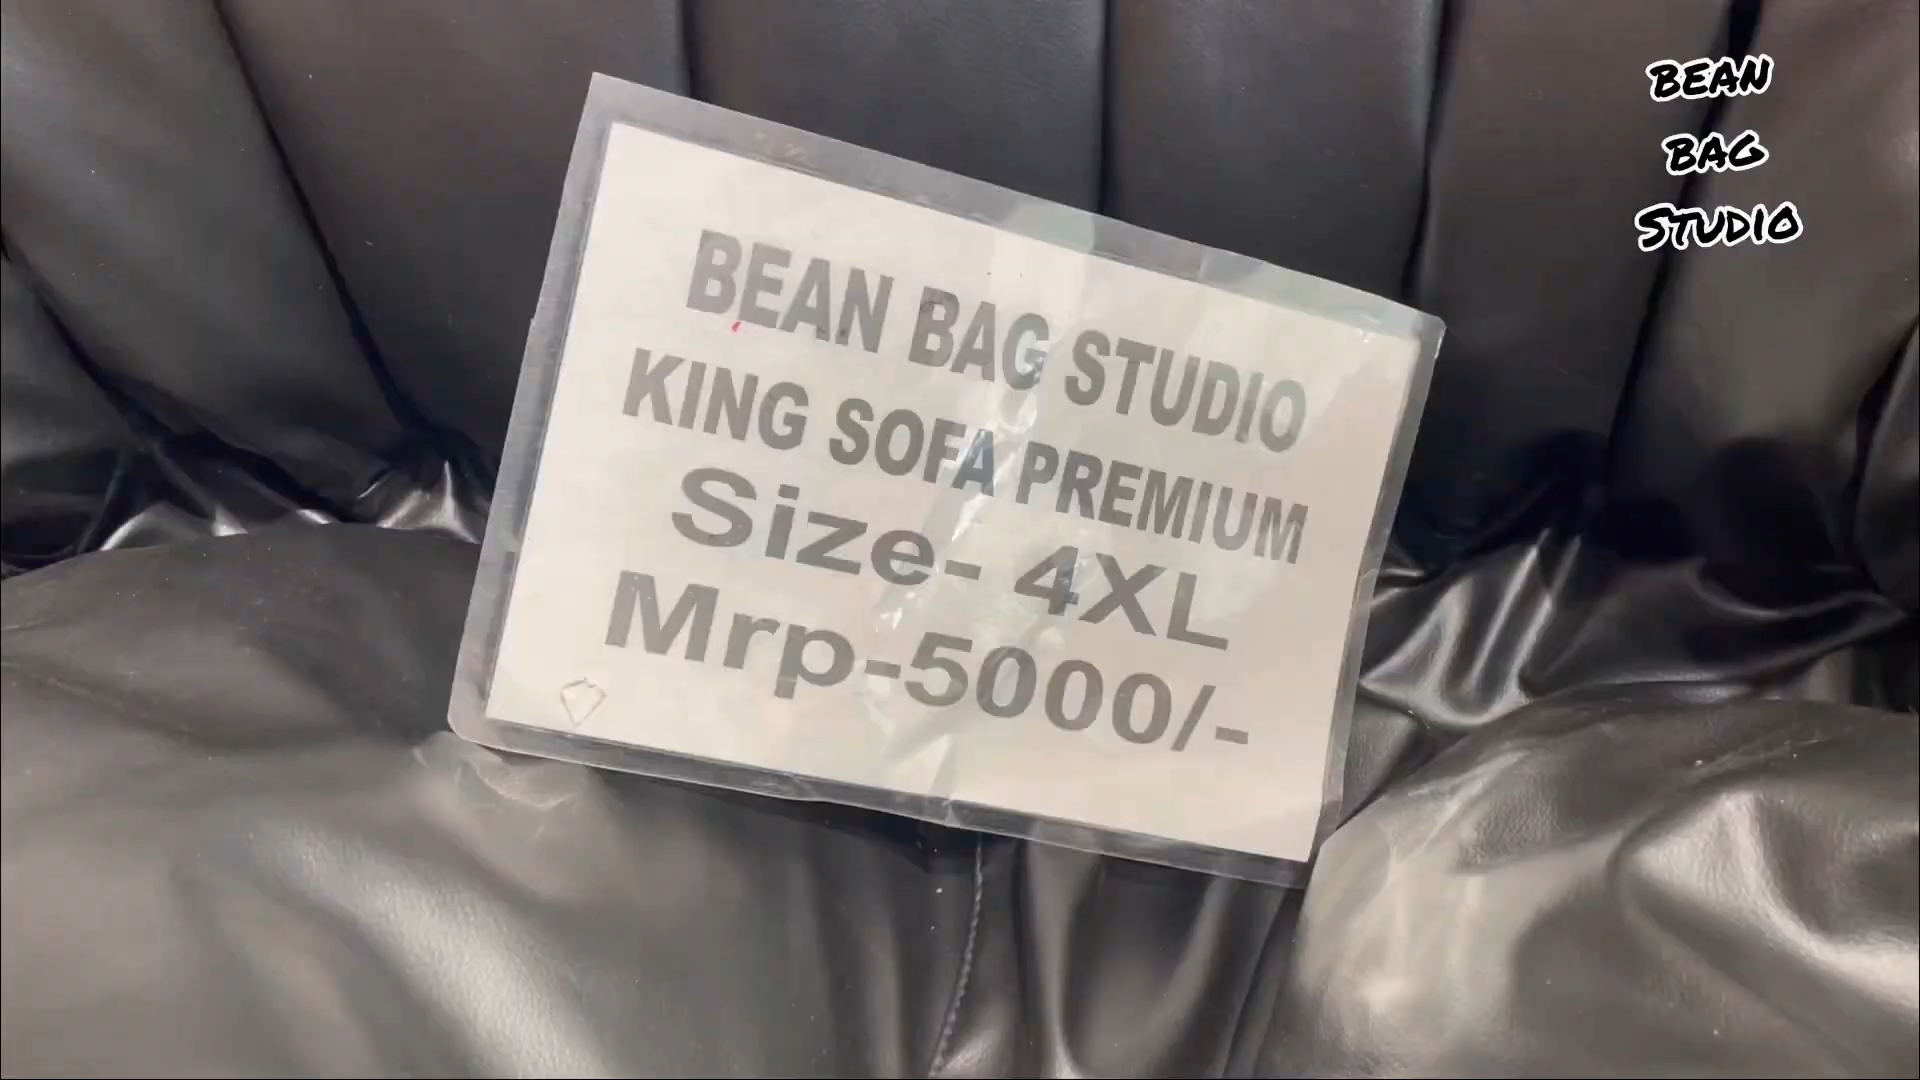 BEAN
BAG
STUDIO
BEAN BAG STUDIO
KING SOFA PREMIUM
Size- 4XL
Mrp-5000/-